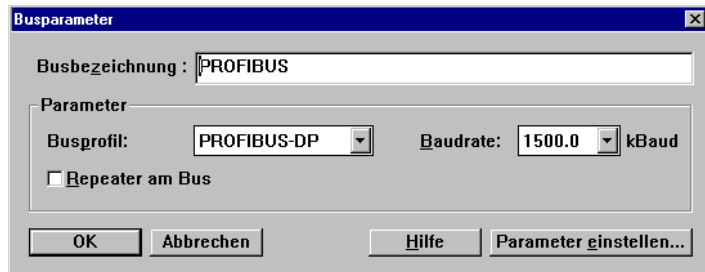 Busparameter
Busbezeichnung : PROFIBUS
Parameter
Busprofil: PROFIBUS-DP Baudrate: 1500.0 kBaud
Repeater am Bus
OK Abbrechen Hilfe Parameter einstellen...